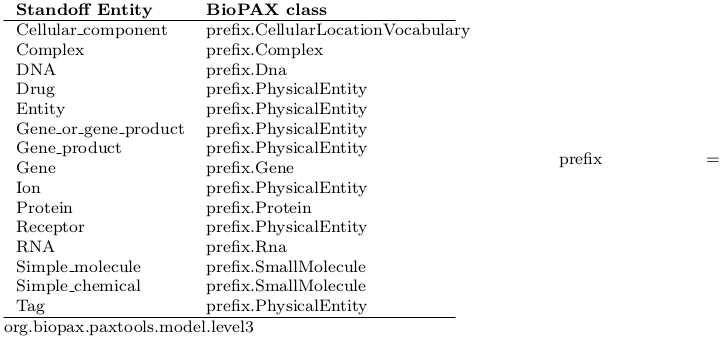 Standoff Entity BioPAX class
Cellular_component prefix.CellularLocationVocabulary
Complex prefix.Complex
DNA prefix.Dna
Drug prefix.PhysicalEntity
Entity prefix.PhysicalEntity
Gene_or_gene_product prefix.PhysicalEntity
Gene_product prefix.PhysicalEntity
Gene prefix.Gene
Ion prefix.PhysicalEntity
Protein prefix.Protein
Receptor prefix.PhysicalEntity
RNA prefix.Rna
Simple_molecule prefix.SmallMolecule
Simple_chemical prefix.SmallMolecule
Tag prefix.PhysicalEntity
prefix =
org.biopax.paxtools.model.level3